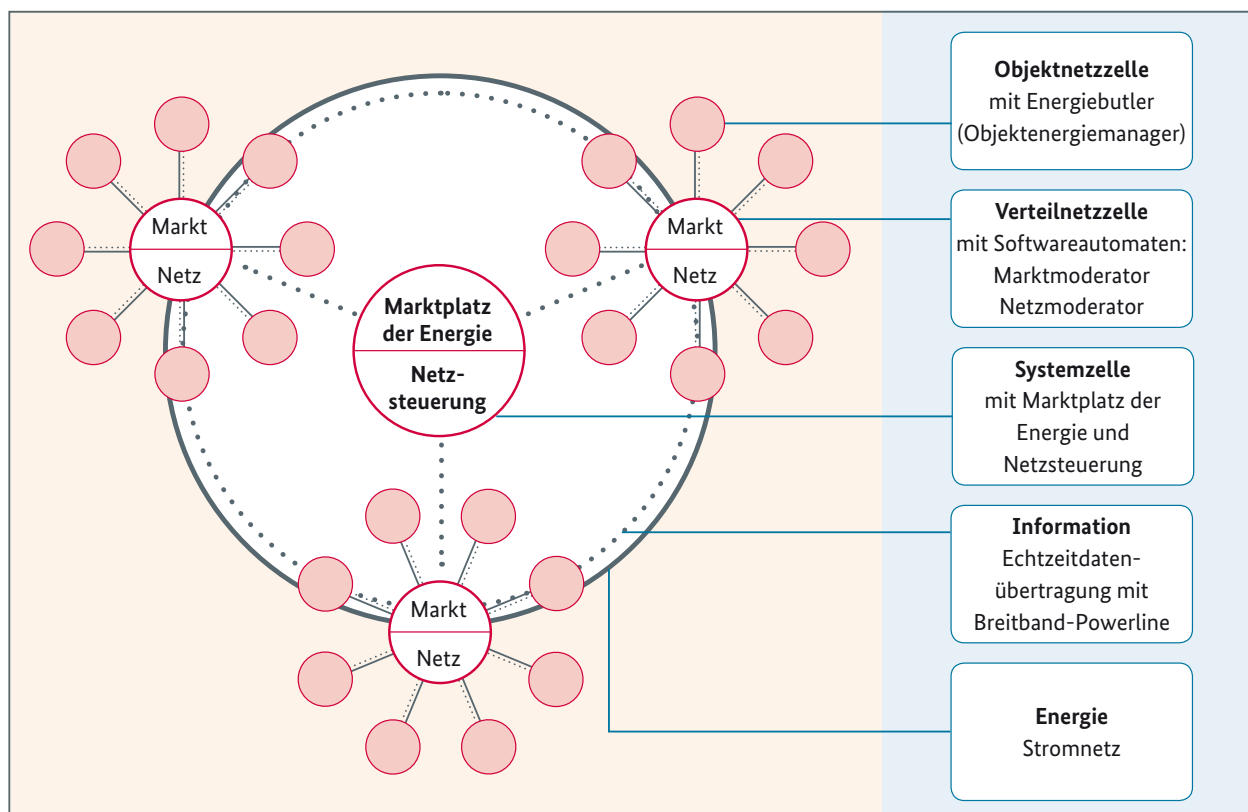 Markt
Netz
Markt
Netz
Marktplatz
der Energie
Netz-
steuerung
Markt
Netz
Objektnetzzelle
mit Energiebutler
(Objektenergiemanager)
Verteilnetzzelle
mit Softwareautomaten:
Marktmoderator
Netzmoderator
Systemzelle
mit Marktplatz der
Energie und
Netzsteuerung
Information
Echtzeitdaten-
übertragung mit
Breitband-Powerline
Energie
Stromnetz